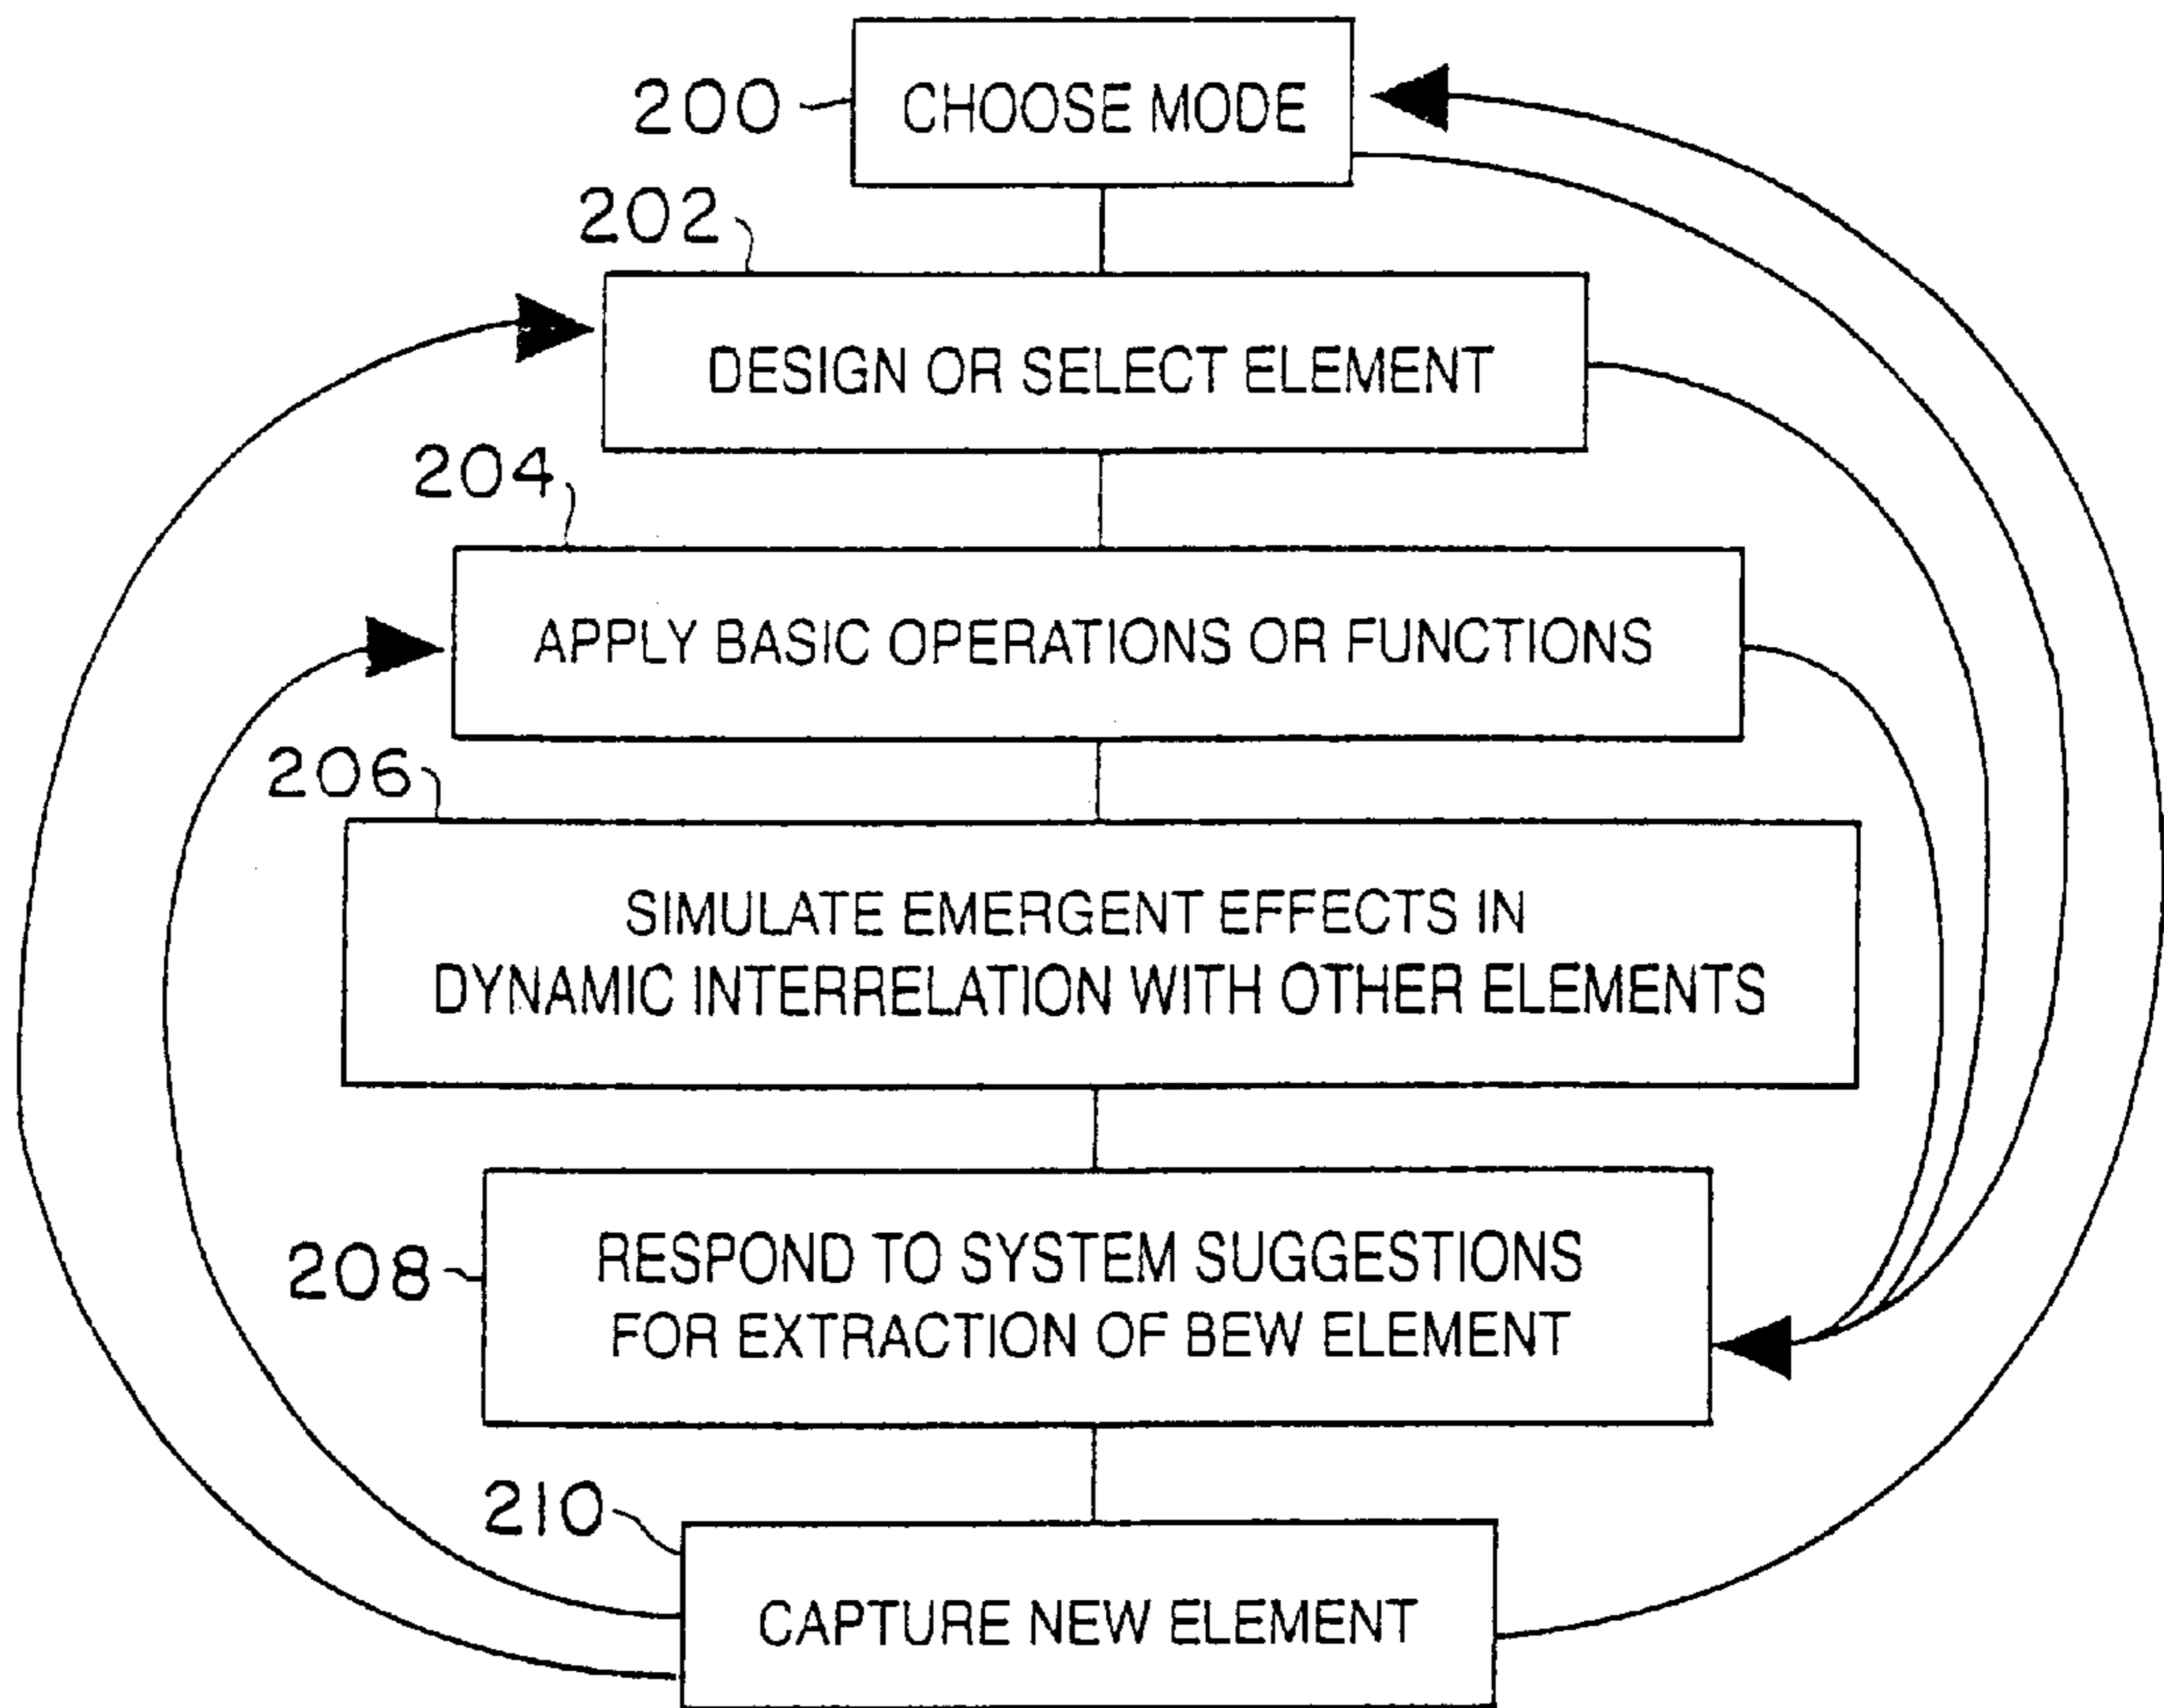 200
CHOOSE MODE
202
DESIGN OR SELECT ELEMENT
204
APPLY BASIC OPERATIONS OR FUNCTIONS
206
SIMULATE EMERGENT EFFECTS IN
DYNAMIC INTERRELATION WITH OTHER ELEMENTS
208
RESPOND TO SYSTEM SUGGESTIONS
FOR EXTRACTION OF BEW ELEMENT
210
CAPTURE NEW ELEMENT